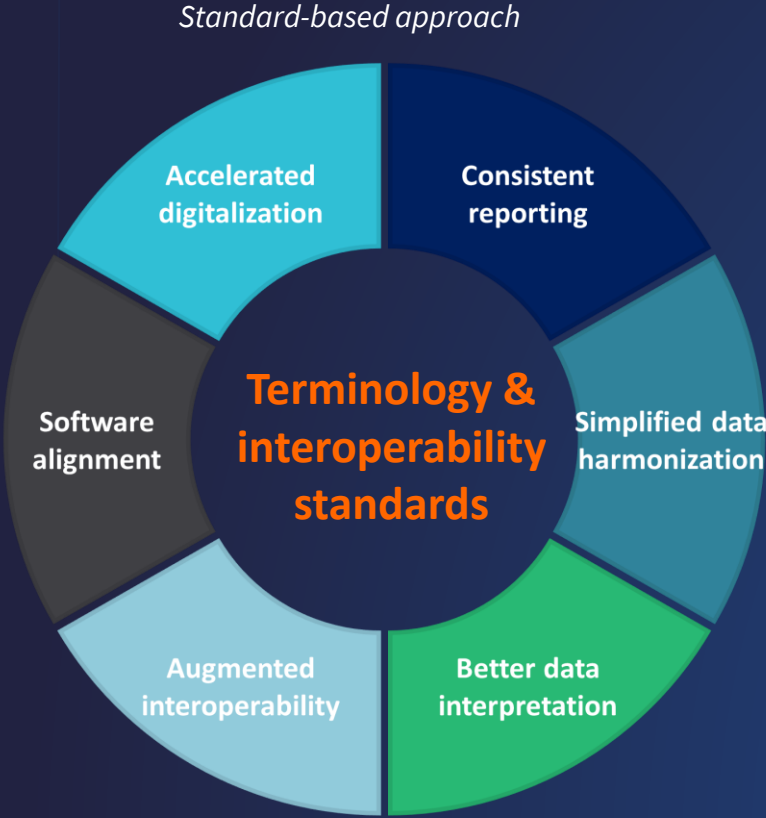 Standard-based approach
Accelerated
digitalization
Consistent
reporting
Software
alignment
Terminology &
interoperability
standards
Simplified data
harmonization
Augmented
interoperability
Better data
interpretation